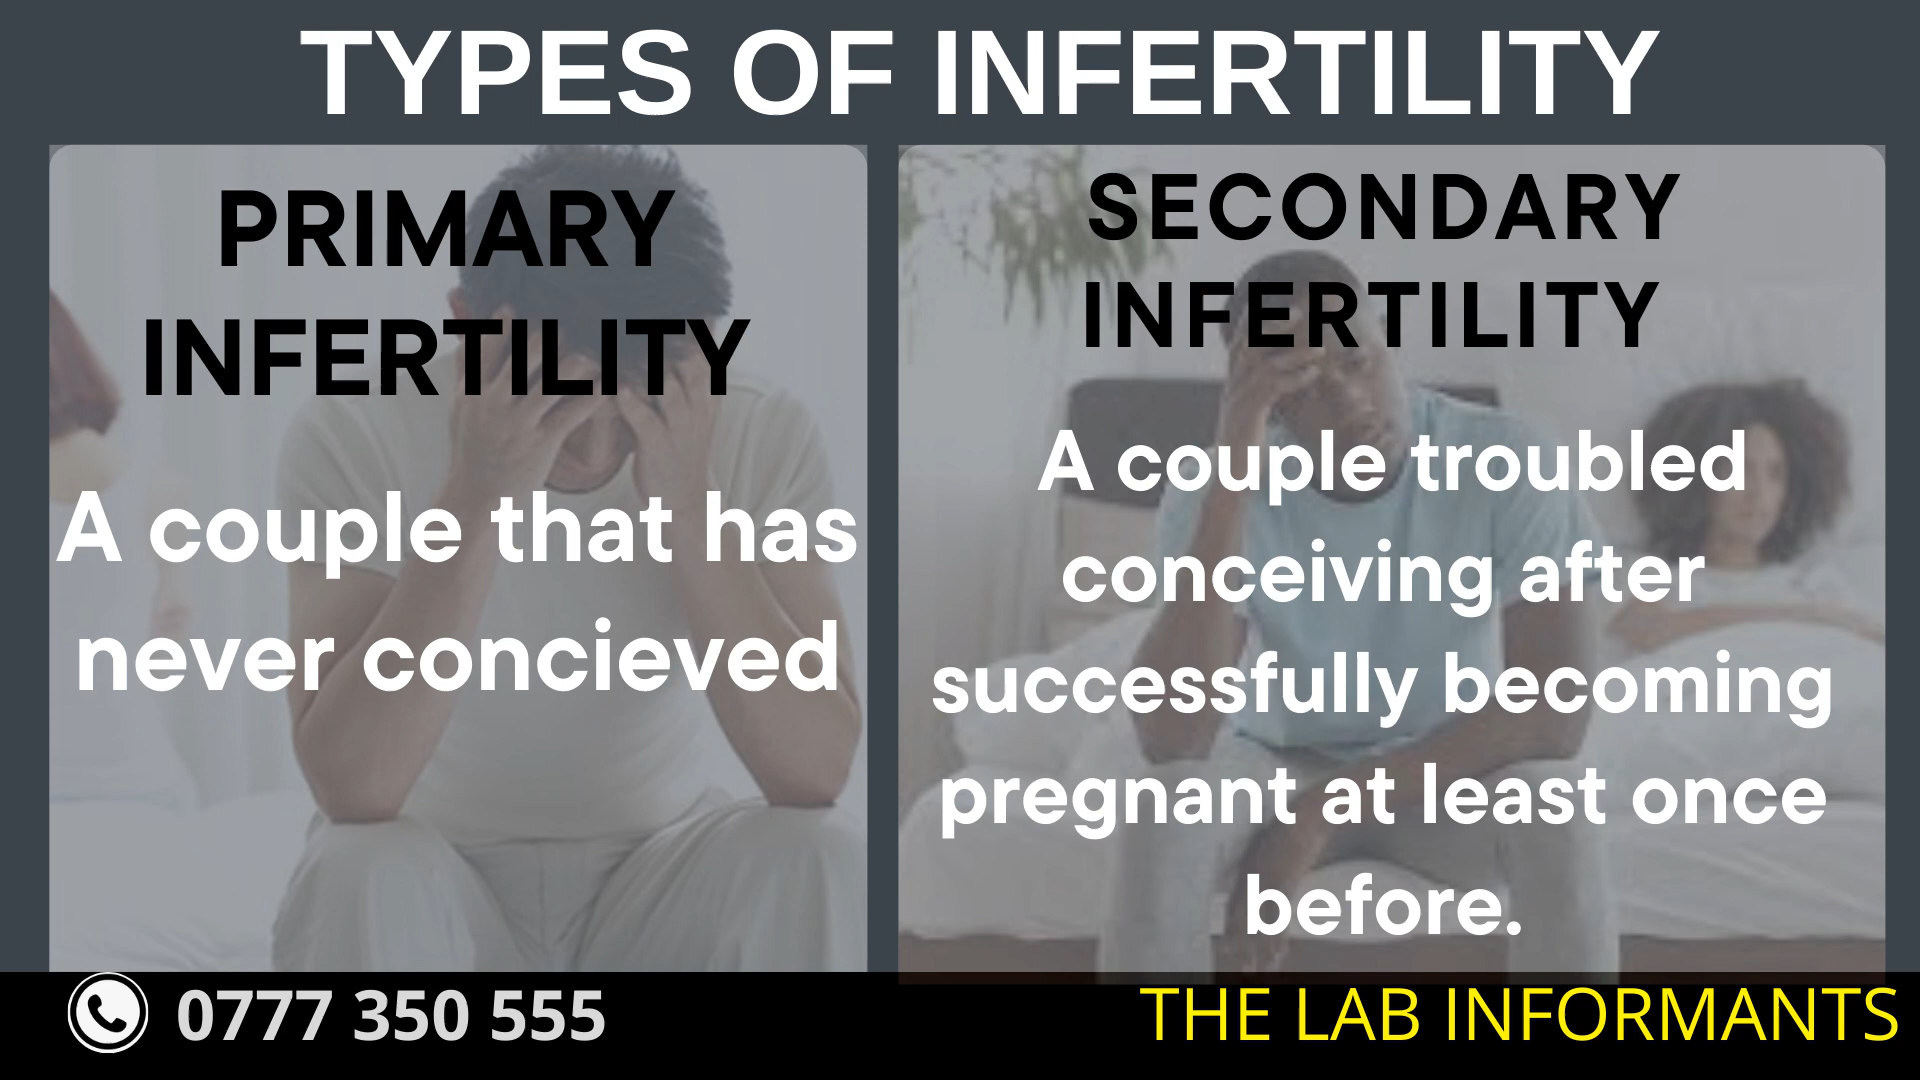 TYPES OF INFERTILITY
PRIMARY
INFERTILITY
A couple that has
never concieved
SECONDARY
INFERTILITY
A couple troubled
conceiving after
successfully becoming
pregnant at least once
before.
0777 350 555
THE LAB INFORMANTS